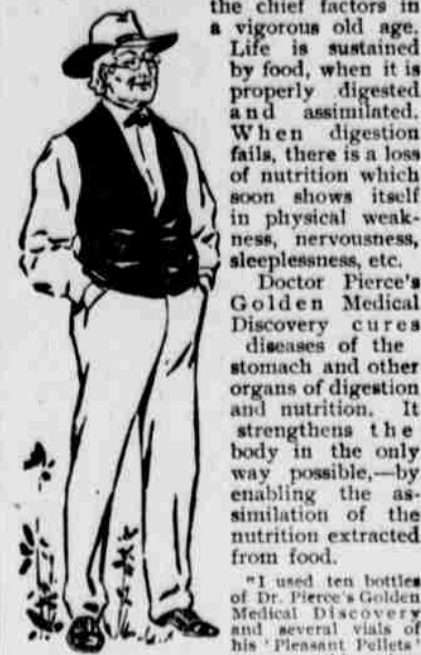 the chief factors in
a vigorous old age.
Life is sustained
by food, when it is
properly digested
and assimilated.
When digestion
fails, there is a loss
of nutrition which
soon shows itself
in physical weak-
ness, nervousness,
sleeplessness, etc.
Doctor Pierce's
Golden Medical
Discovery cures
diseases of the
stomach and other
organs of digestion
and nutrition. It
strengthens the
body in the only
way possible,—by
enabling the as-
similation of the
nutrition extracted
from food.
"I used ten bottles
of Dr. Pierce's Golden
Medical Discovery
and several vials of
his 'Pleasant Pellets'